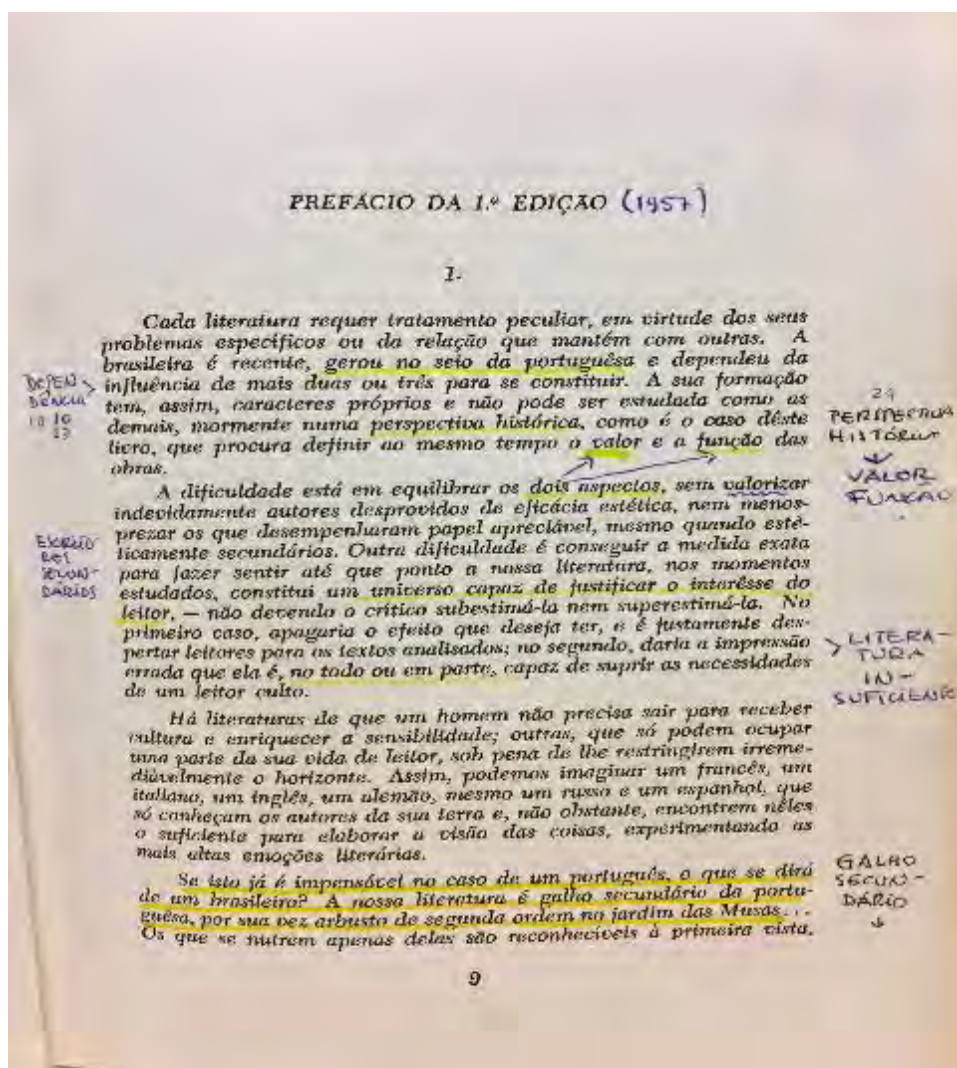 PREFÁCIO DA 1.ª EDIÇÃO (1957)
1.
Cada literatura requer tratamento peculiar, em virtude dos seus
problemas específicos ou da relação que mantém com outras. A
brasileira é recente, gerou no seio da portuguêsa e dependeu da
influência de mais duas ou três para se constituir. A sua formação
tem, assim, caracteres próprios e não pode ser estudada como as
demais, mormente numa perspectiva histórica, como é o caso dêste
livro, que procura definir ao mesmo tempo o valor e a função das
obras.
A dificuldade está em equilibrar os dois aspectos, sem valorizar
indevidamente autores desprovidos de eficácia estética, nem menos-
prezar os que desempenharam papel apreciável, mesmo quando estè-
ticamente secundários. Outra dificuldade é conseguir a medida exata
para fazer sentir até que ponto a nossa literatura, nos momentos
estudados, constitui um universo capaz de justificar o interêsse do
leitor, — não devendo o crítico subestimá-la nem superestimá-la. No
primeiro caso, apagaria o efeito que deseja ter, e é justamente des-
pertar leitores para os textos analisados; no segundo, daria a impressão
errada que ela é, no todo ou em parte, capaz de suprir as necessidades
de um leitor culto.
Há literaturas de que um homem não precisa sair para receber
cultura e enriquecer a sensibilidade; outras, que só podem ocupar
uma parte da sua vida de leitor, sob pena de lhe restringirem irreme-
diàvelmente o horizonte. Assim, podemos imaginar um francês, um
italiano, um inglês, um alemão, mesmo um russo e um espanhol, que
só conheçam os autores da sua terra e, não obstante, encontrem nêles
o suficiente para elaborar a visão das coisas, experimentando as
mais altas emoções literárias.
Se isto já é impensável no caso de um português, o que se dirá
de um brasileiro? A nossa literatura é galho secundário da portu-
guêsa, por sua vez arbusto de segunda ordem no jardim das Musas...
Os que se nutrem apenas delas são reconhecíveis à primeira vista,
9
DEPEN
DÊNCIA
SECUN-
DÁRIOS
HISTÓRICA
VALOR
FUNÇÃO
LITERA-
TURA
IN-
SUFICIENTE
GALHO
SECUN-
DÁRIO